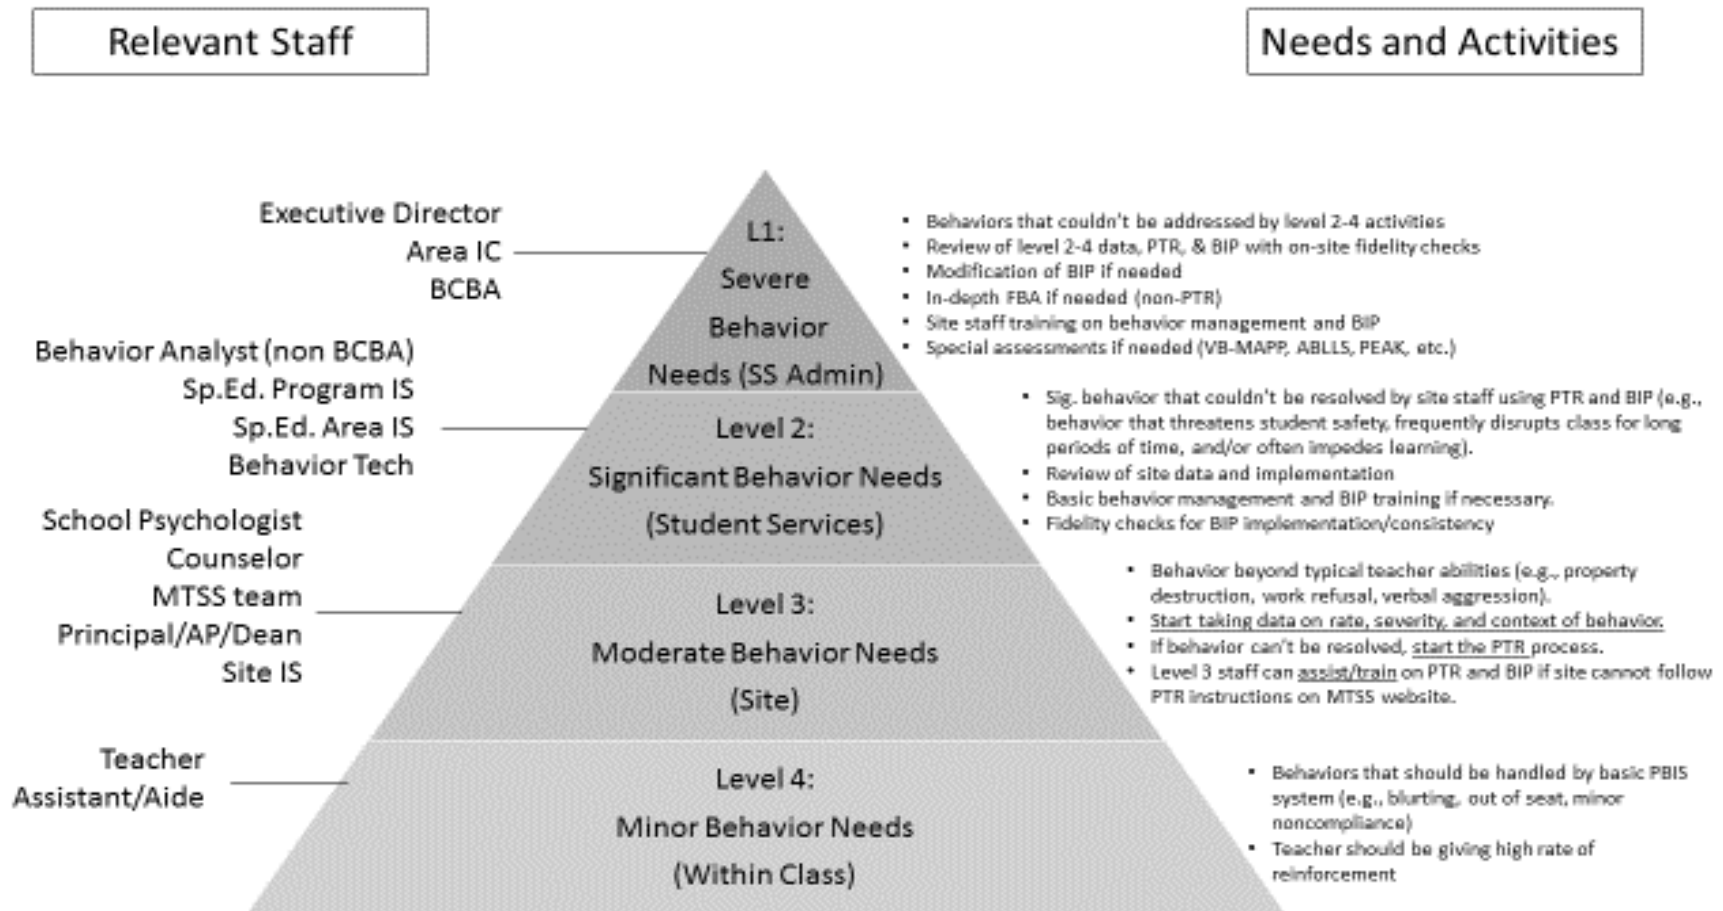 Relevant Staff
Needs and Activities
Executive Director
Area IC
BCBA
Behavior Analyst (non BCBA)
Sp.Ed. Program IS
Sp.Ed. Area IS
Behavior Tech
School Psychologist
Counselor
MTSS team
Principal/AP/Dean
Site IS
Teacher
Assistant/Aide
L1:
Severe
Behavior
Needs (SS Admin)
Level 2:
Significant Behavior Needs
(Student Services)
Level 3:
Moderate Behavior Needs
(Site)
Level 4:
Minor Behavior Needs
(Within Class)
• Behaviors that couldn't be addressed by level 2-4 activities
• Review of level 2-4 data, PTR, & BIP with on-site fidelity checks
• Modification of BIP if needed
• In-depth FBA if needed (non-PTR)
• Site staff training on behavior management and BIP
• Special assessments if needed (VB-MAPP, ABLLS, PEAK, etc.)
• Sig. behavior that couldn't be resolved by site staff using PTR and BIP (e.g.,
behavior that threatens student safety, frequently disrupts class for long
periods of time, and/or often impedes learning).
• Review of site data and implementation
• Basic behavior management and BIP training if necessary.
• Fidelity checks for BIP implementation/consistency
• Behavior beyond typical teacher abilities (e.g., property
destruction, work refusal, verbal aggression).
• Start taking data on rate, severity, and context of behavior.
• If behavior can't be resolved, start the PTR process.
• Level 3 staff can assist/train on PTR and BIP if site cannot follow
PTR instructions on MTSS website.
• Behaviors that should be handled by basic PBIS
system (e.g., blurting, out of seat, minor
noncompliance)
• Teacher should be giving high rate of
reinforcement